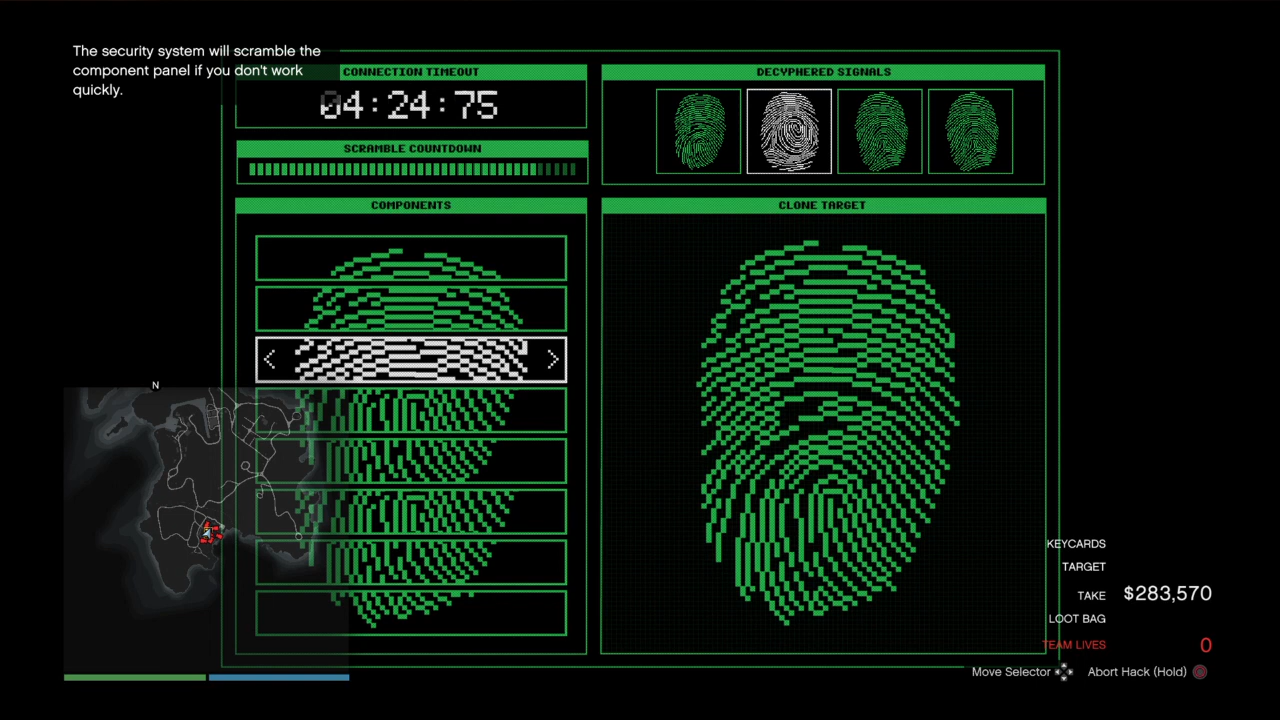 The security system will scramble the
component panel if you don't work
quickly.
CONNECTION TIMEOUT
04:24:75
SCRAMBLE COUNTDOWN
DECYPHERED SIGNALS
COMPONENTS
CLONE TARGET
N
KEYCARDS
TARGET
TAKE $283,570
LOOT BAG
TEAM LIVES 0
Move Selector Abort Hack (Hold)